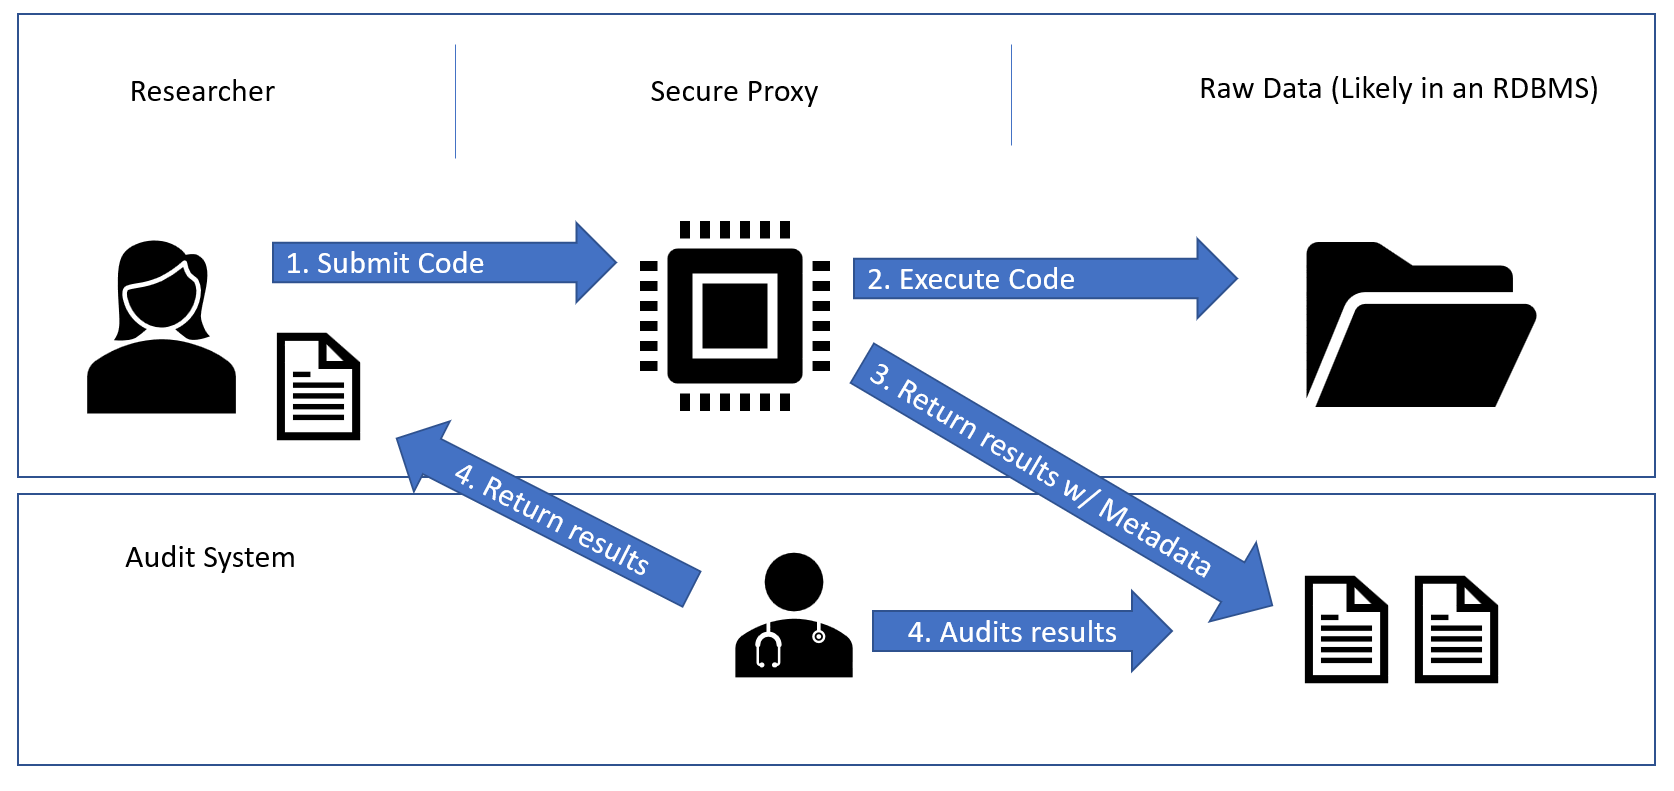 Researcher
Secure Proxy
Raw Data (Likely in an RDBMS)
1. Submit Code
2. Execute Code
3. Return results w/ Metadata
4. Return results
Audit System
4. Audits results